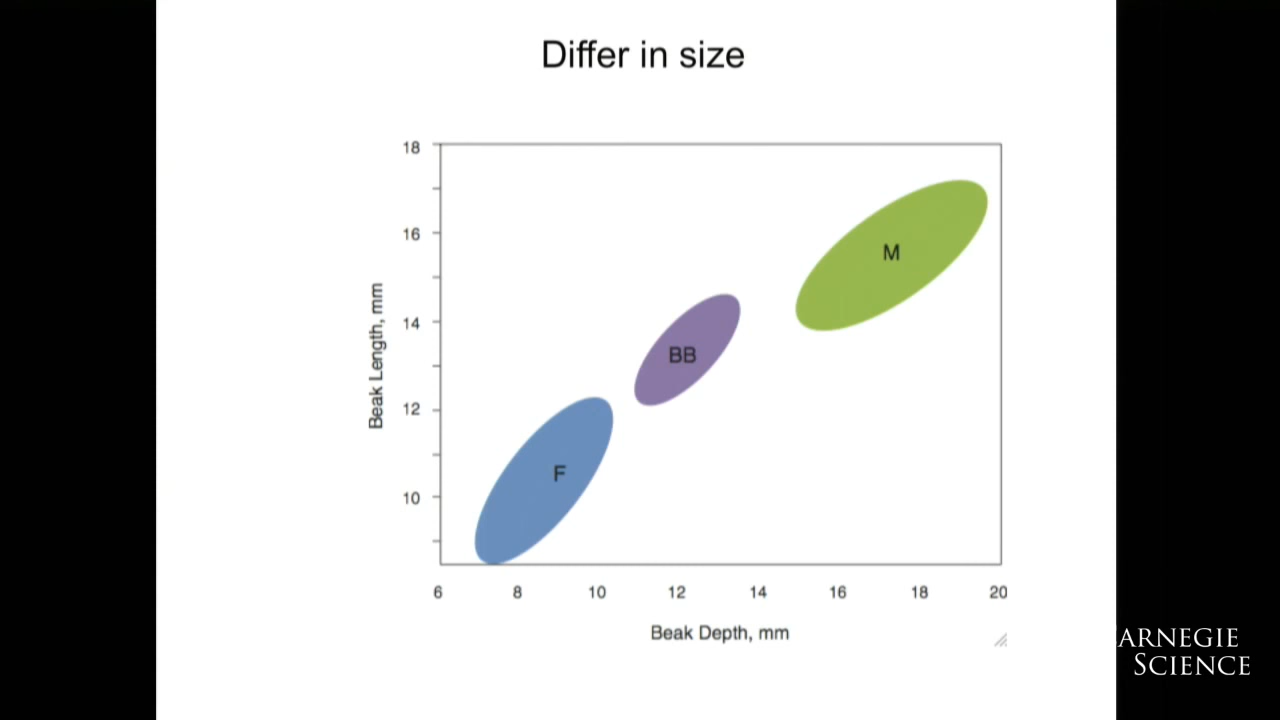 Differ in size
18
16
14
12
10
Beak Length, mm
M
BB
F
6 8 10 12 14 16 18 20
Beak Depth, mm
ARNEGIE
SCIENCE